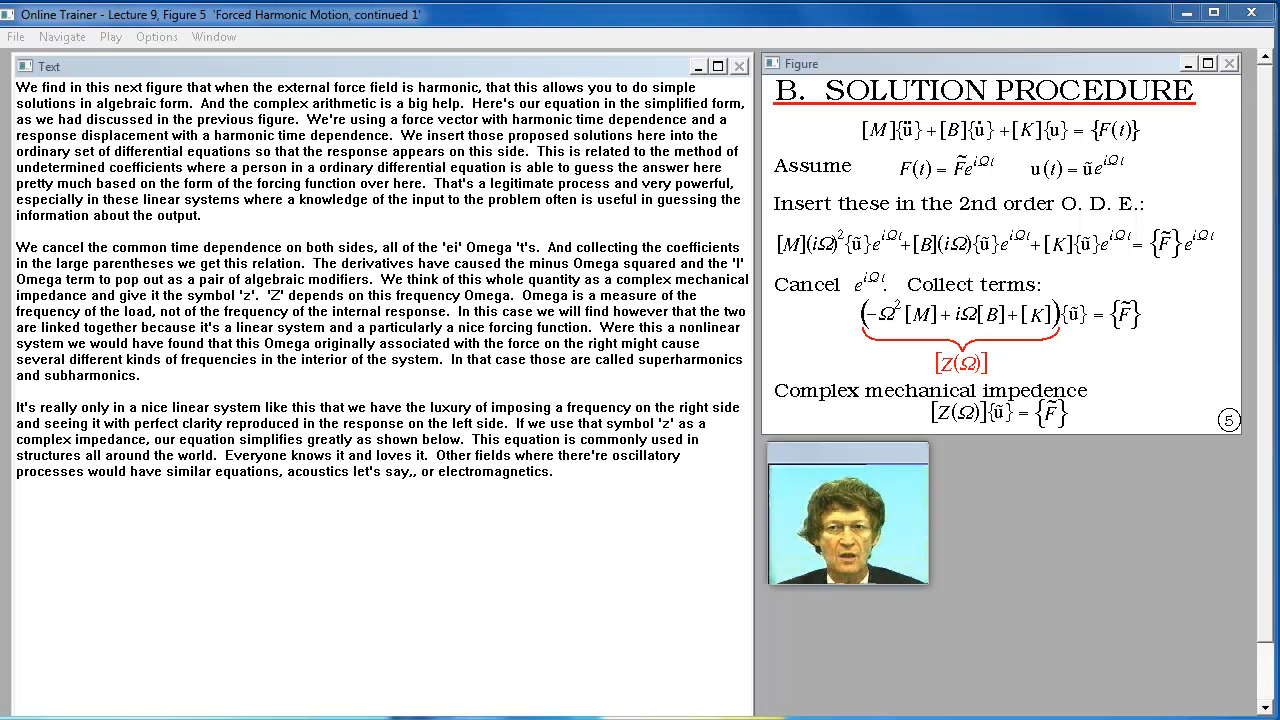 Online Trainer - Lecture 9, Figure 5  'Forced Harmonic Motion, continued 1'
File  Navigate  Play  Options  Window
Text
We find in this next figure that when the external force field is harmonic, that this allows you to do simple
solutions in algebraic form.  And the complex arithmetic is a big help.  Here's our equation in the simplified form,
as we had discussed in the previous figure.  We're using a force vector with harmonic time dependence and a
response displacement with a harmonic time dependence.  We insert those proposed solutions here into the
ordinary set of differential equations so that the response appears on this side.  This is related to the method of
undetermined coefficients where a person in a ordinary differential equation is able to guess the answer here
pretty much based on the form of the forcing function over here.  That's a legitimate process and very powerful,
especially in these linear systems where a knowledge of the input to the problem often is useful in guessing the
information about the output.
We cancel the common time dependence on both sides, all of the 'ei' Omega 't's.  And collecting the coefficients
in the large parentheses we get this relation.  The derivatives have caused the minus Omega squared and the 'I'
Omega term to pop out as a pair of algebraic modifiers.  We think of this whole quantity as a complex mechanical
impedance and give it the symbol 'z'.  'Z' depends on this frequency Omega.  Omega is a measure of the
frequency of the load, not of the frequency of the internal response.  In this case we will find however that the two
are linked together because it's a linear system and a particularly a nice forcing function.  Were this a nonlinear
system we would have found that this Omega originally associated with the force on the right might cause
several different kinds of frequencies in the interior of the system.  In that case those are called superharmonics
and subharmonics.
It's really only in a nice linear system like this that we have the luxury of imposing a frequency on the right side
and seeing it with perfect clarity reproduced in the response on the left side.  If we use that symbol 'z' as a
complex impedance, our equation simplifies greatly as shown below.  This equation is commonly used in
structures all around the world.  Everyone knows it and loves it.  Other fields where there're oscillatory
processes would have similar equations, acoustics let's say,, or electromagnetics.
Figure
B.  SOLUTION PROCEDURE
[M]{ü} + [B]{u̇} + [K]{u} = {F(t)}
Assume  F(t) = F̃e^{iΩt}  u(t) = ũe^{iΩt}
Insert these in the 2nd order O. D. E.:
[M](iΩ)²{ũ}e^{iΩt} + [B](iΩ){ũ}e^{iΩt} + [K]{ũ}e^{iΩt} = {F̃}e^{iΩt}
Cancel e^{iΩt}.  Collect terms:
(−Ω²[M] + iΩ[B] + [K]){ũ} = {F̃}
[Z(Ω)]
Complex mechanical impedence
[Z(Ω)]{ũ} = {F̃}
5